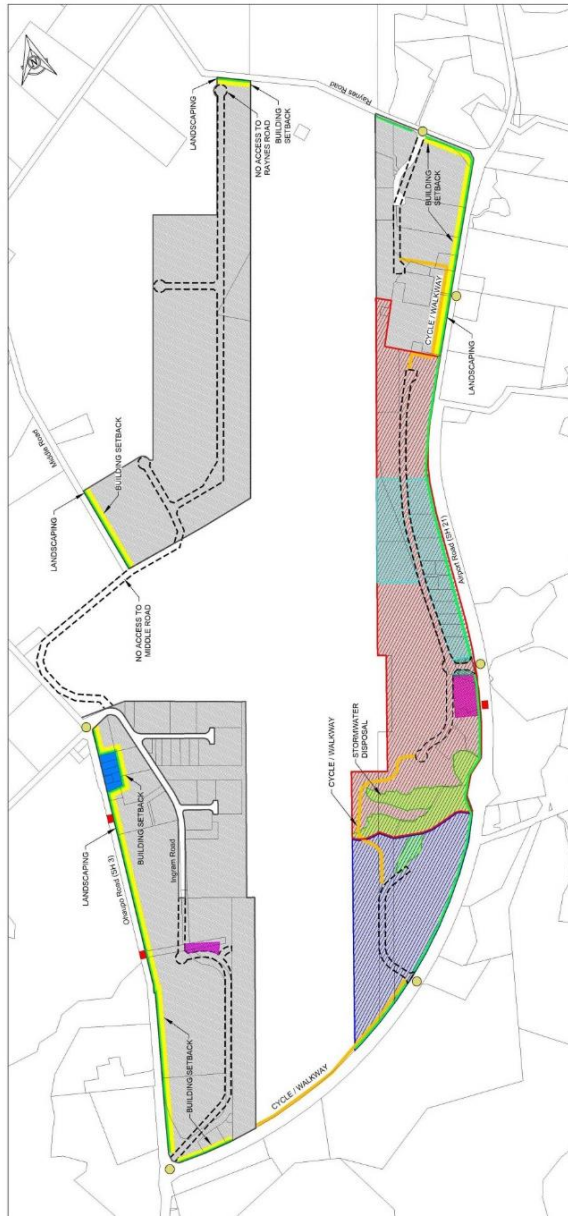 N
LANDSCAPING
NO ACCESS TO
RAYNES ROAD
BUILDING
SETBACK
Raynes Road
BUILDING
SETBACK
CYCLE / WALKWAY
LANDSCAPING
Middle Road
BUILDING SETBACK
LANDSCAPING
NO ACCESS TO
MIDDLE ROAD
Airport Road (SH 21)
CYCLE / WALKWAY
STORMWATER
DISPOSAL
BUILDING SETBACK
LANDSCAPING
Ohaupo Road (SH 3)
Ingram Road
BUILDING SETBACK
CYCLE / WALKWAY